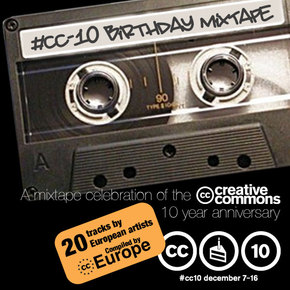 #CC-10 BIRTHDAY MIXTAPE
90
A
A mixtape celebration of the cc creative commons
10 year anniversary
20 tracks by
European artists
Compiled by
cc Europe
cc 10
#cc10 december 7-16